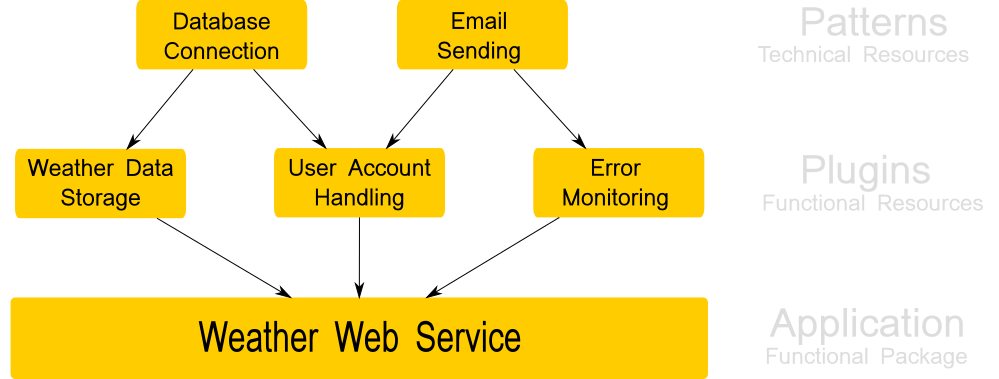 Database
Connection
Email
Sending
Patterns
Technical Resources
Weather Data
Storage
User Account
Handling
Error
Monitoring
Plugins
Functional Resources
Weather Web Service
Application
Functional Package